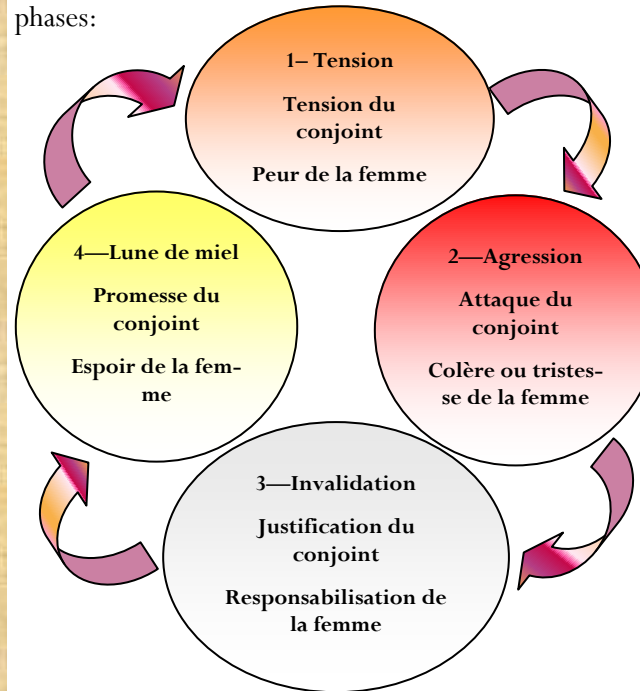 phases:
1– Tension
Tension du
conjoint
Peur de la femme
2—Agression
Attaque du
conjoint
Colère ou tristes-
se de la femme
3—Invalidation
Justification du
conjoint
Responsabilisation de
la femme
4—Lune de miel
Promesse du
conjoint
Espoir de la fem-
me